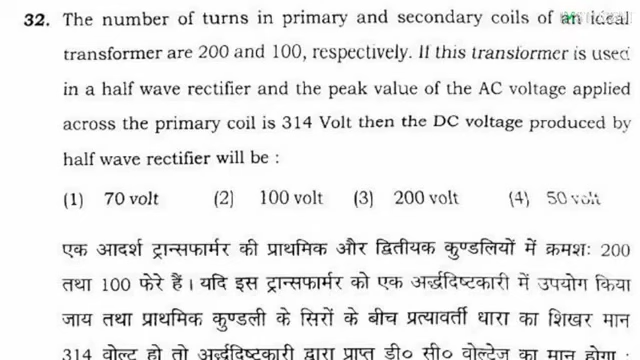 32. The number of turns in primary and secondary coils of an ideal
transformer are 200 and 100, respectively. If this transformer is used
in a half wave rectifier and the peak value of the AC voltage applied
across the primary coil is 314 Volt then the DC voltage produced by
half wave rectifier will be :
(1) 70 volt (2) 100 volt (3) 200 volt (4) 50 volt
एक आदर्श ट्रान्सफार्मर की प्राथमिक और द्वितीयक कुण्डलियों में क्रमशः 200
तथा 100 फेरे हैं। यदि इस ट्रान्सफार्मर को एक अर्द्धदिष्टकारी में उपयोग किया
जाय तथा प्राथमिक कुण्डली के सिरों के बीच प्रत्यावर्ती धारा का शिखर मान
314 वोल्ट हो तो अर्द्धदिष्टकारी द्वारा प्राप्त डी० सी० वोल्टेज का मान होगा :